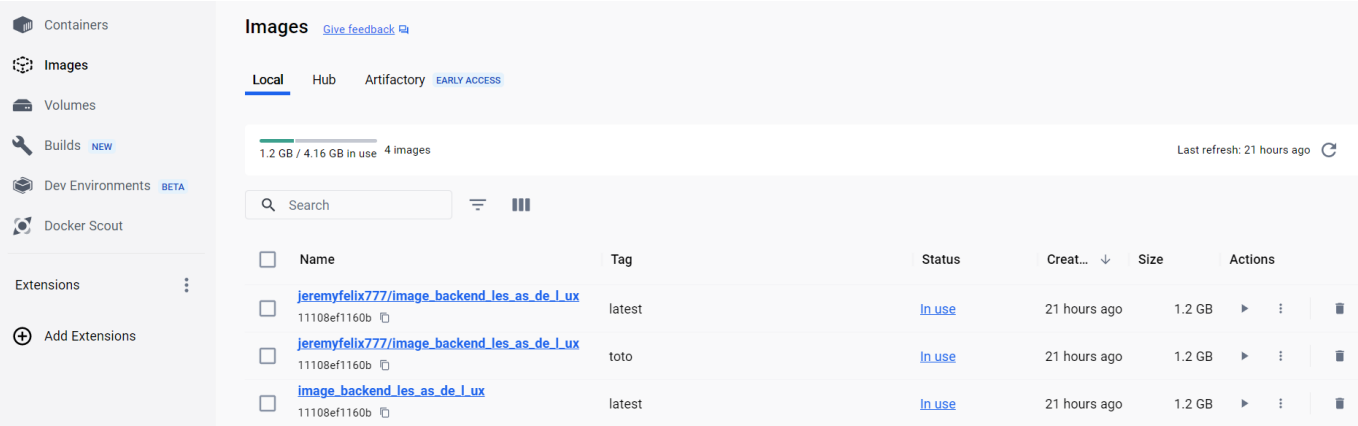 Containers
Images
Volumes
Builds NEW
Dev Environments BETA
Docker Scout
Extensions
Add Extensions
Images Give feedback
Local Hub Artifactory EARLY ACCESS
1.2 GB / 4.16 GB in use 4 images Last refresh: 21 hours ago
Search
Name Tag Status Creat... Size Actions
jeremyfelix777/image_backend_les_as_de_l_ux
11108ef1160b
latest In use 21 hours ago 1.2 GB
jeremyfelix777/image_backend_les_as_de_l_ux
11108ef1160b
toto In use 21 hours ago 1.2 GB
image_backend_les_as_de_l_ux
11108ef1160b
latest In use 21 hours ago 1.2 GB